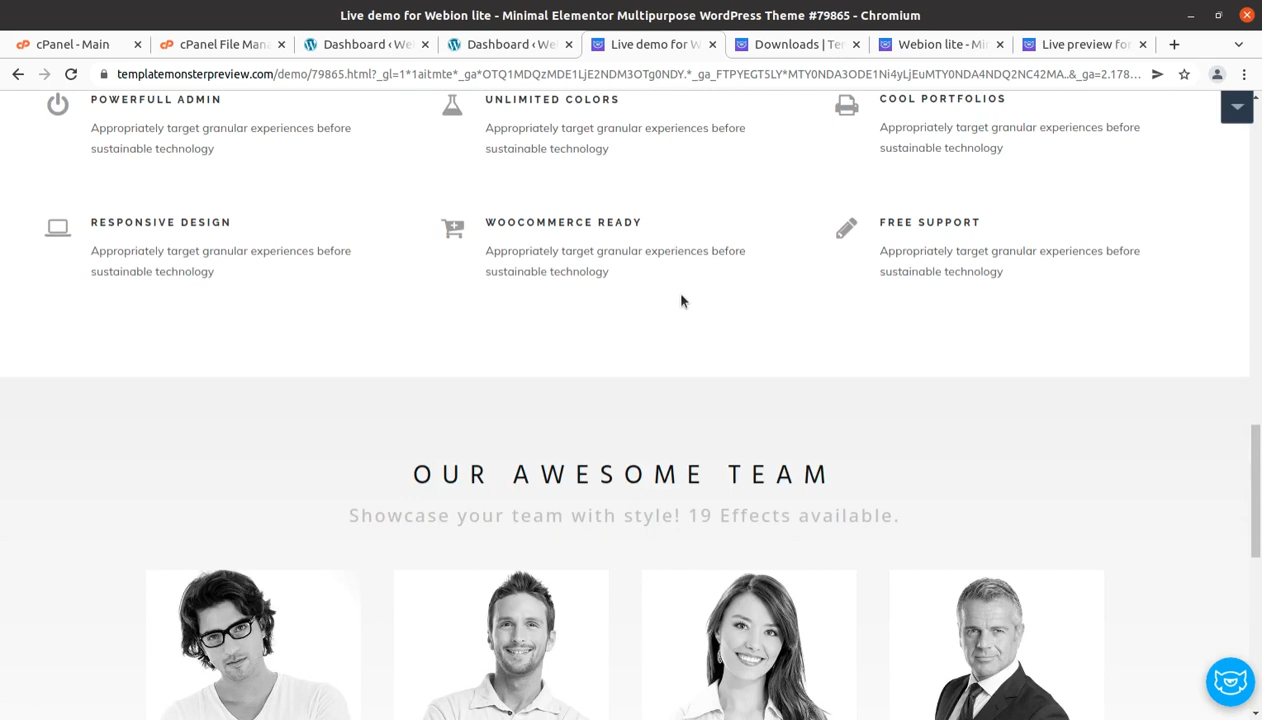 Live demo for Webion lite - Minimal Elementor Multipurpose WordPress Theme #79865 - Chromium
cPanel - Main
cPanel File Man
Dashboard ‹ We
Dashboard ‹ We
Live demo for W
Downloads | Te
Webion lite - Mi
Live preview for
templatemonsterpreview.com/demo/79865.html?_gl=1*1aitmte*_ga*OTQ1MDQzMDE1LjE2NDM3OTg0NDY.*_ga_FTPYEGT5LY*MTY0NDA3ODE1Ni4yLjEuMTY0NDA4NDQ2NC42MA..&_ga=2.178...
POWERFULL ADMIN
Appropriately target granular experiences before
sustainable technology
UNLIMITED COLORS
Appropriately target granular experiences before
sustainable technology
COOL PORTFOLIOS
Appropriately target granular experiences before
sustainable technology
RESPONSIVE DESIGN
Appropriately target granular experiences before
sustainable technology
WOOCOMMERCE READY
Appropriately target granular experiences before
sustainable technology
FREE SUPPORT
Appropriately target granular experiences before
sustainable technology
OUR AWESOME TEAM
Showcase your team with style! 19 Effects available.